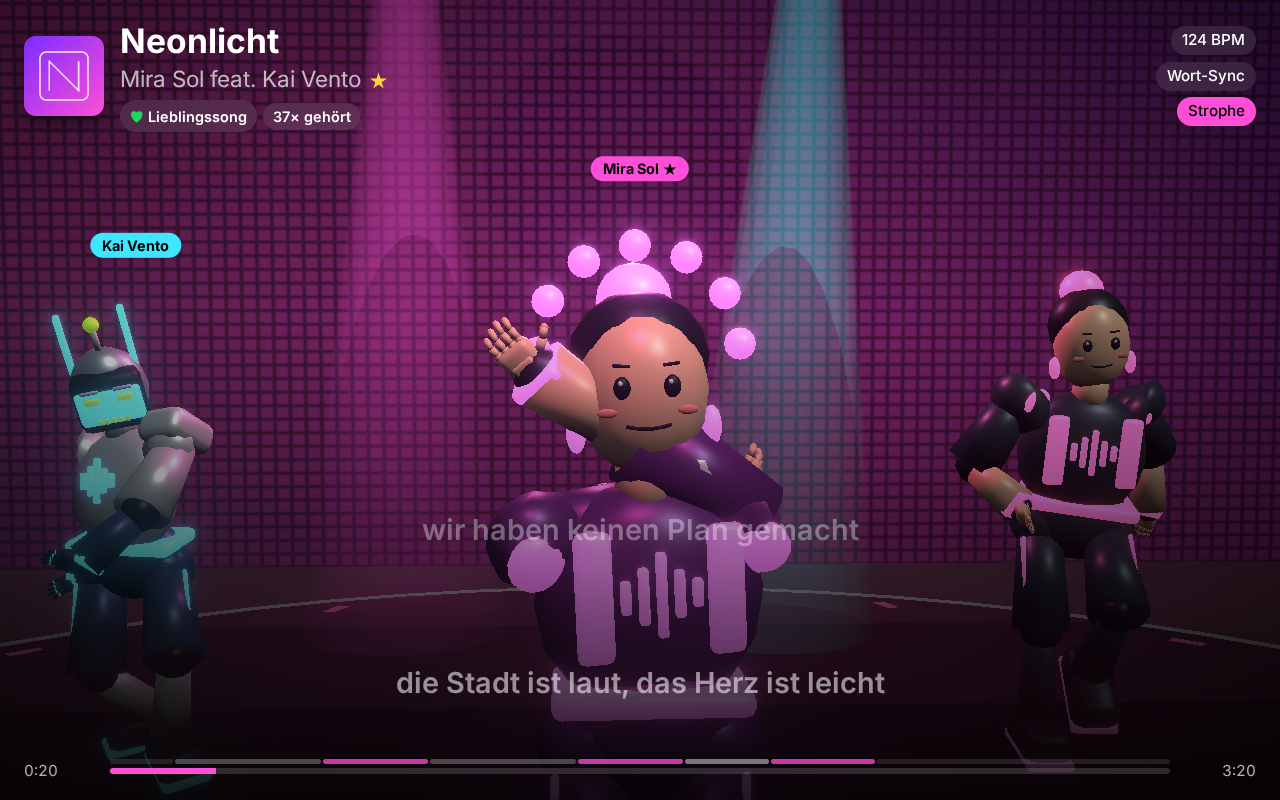 Neonlicht
Mira Sol feat. Kai Vento ★
Lieblingssong
37× gehört
124 BPM
Wort-Sync
Strophe
Mira Sol ★
Kai Vento
wir haben keinen Plan gemacht
die Stadt ist laut, das Herz ist leicht
0:20
3:20